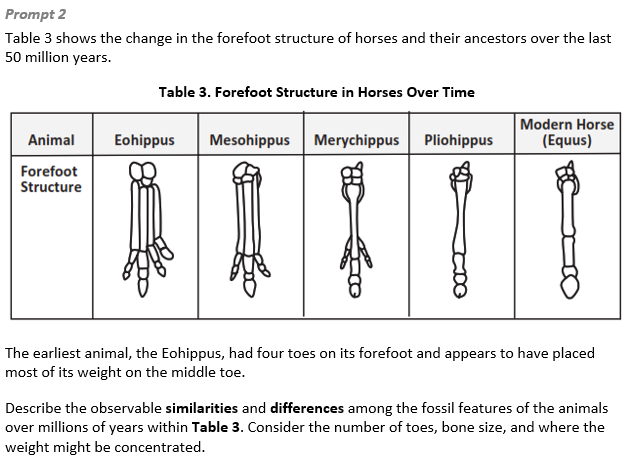 Prompt 2
Table 3 shows the change in the forefoot structure of horses and their ancestors over the last
50 million years.
Table 3. Forefoot Structure in Horses Over Time
Animal Eohippus Mesohippus Merychippus Pliohippus Modern Horse
(Equus)
Forefoot
Structure
The earliest animal, the Eohippus, had four toes on its forefoot and appears to have placed
most of its weight on the middle toe.
Describe the observable similarities and differences among the fossil features of the animals
over millions of years within Table 3. Consider the number of toes, bone size, and where the
weight might be concentrated.